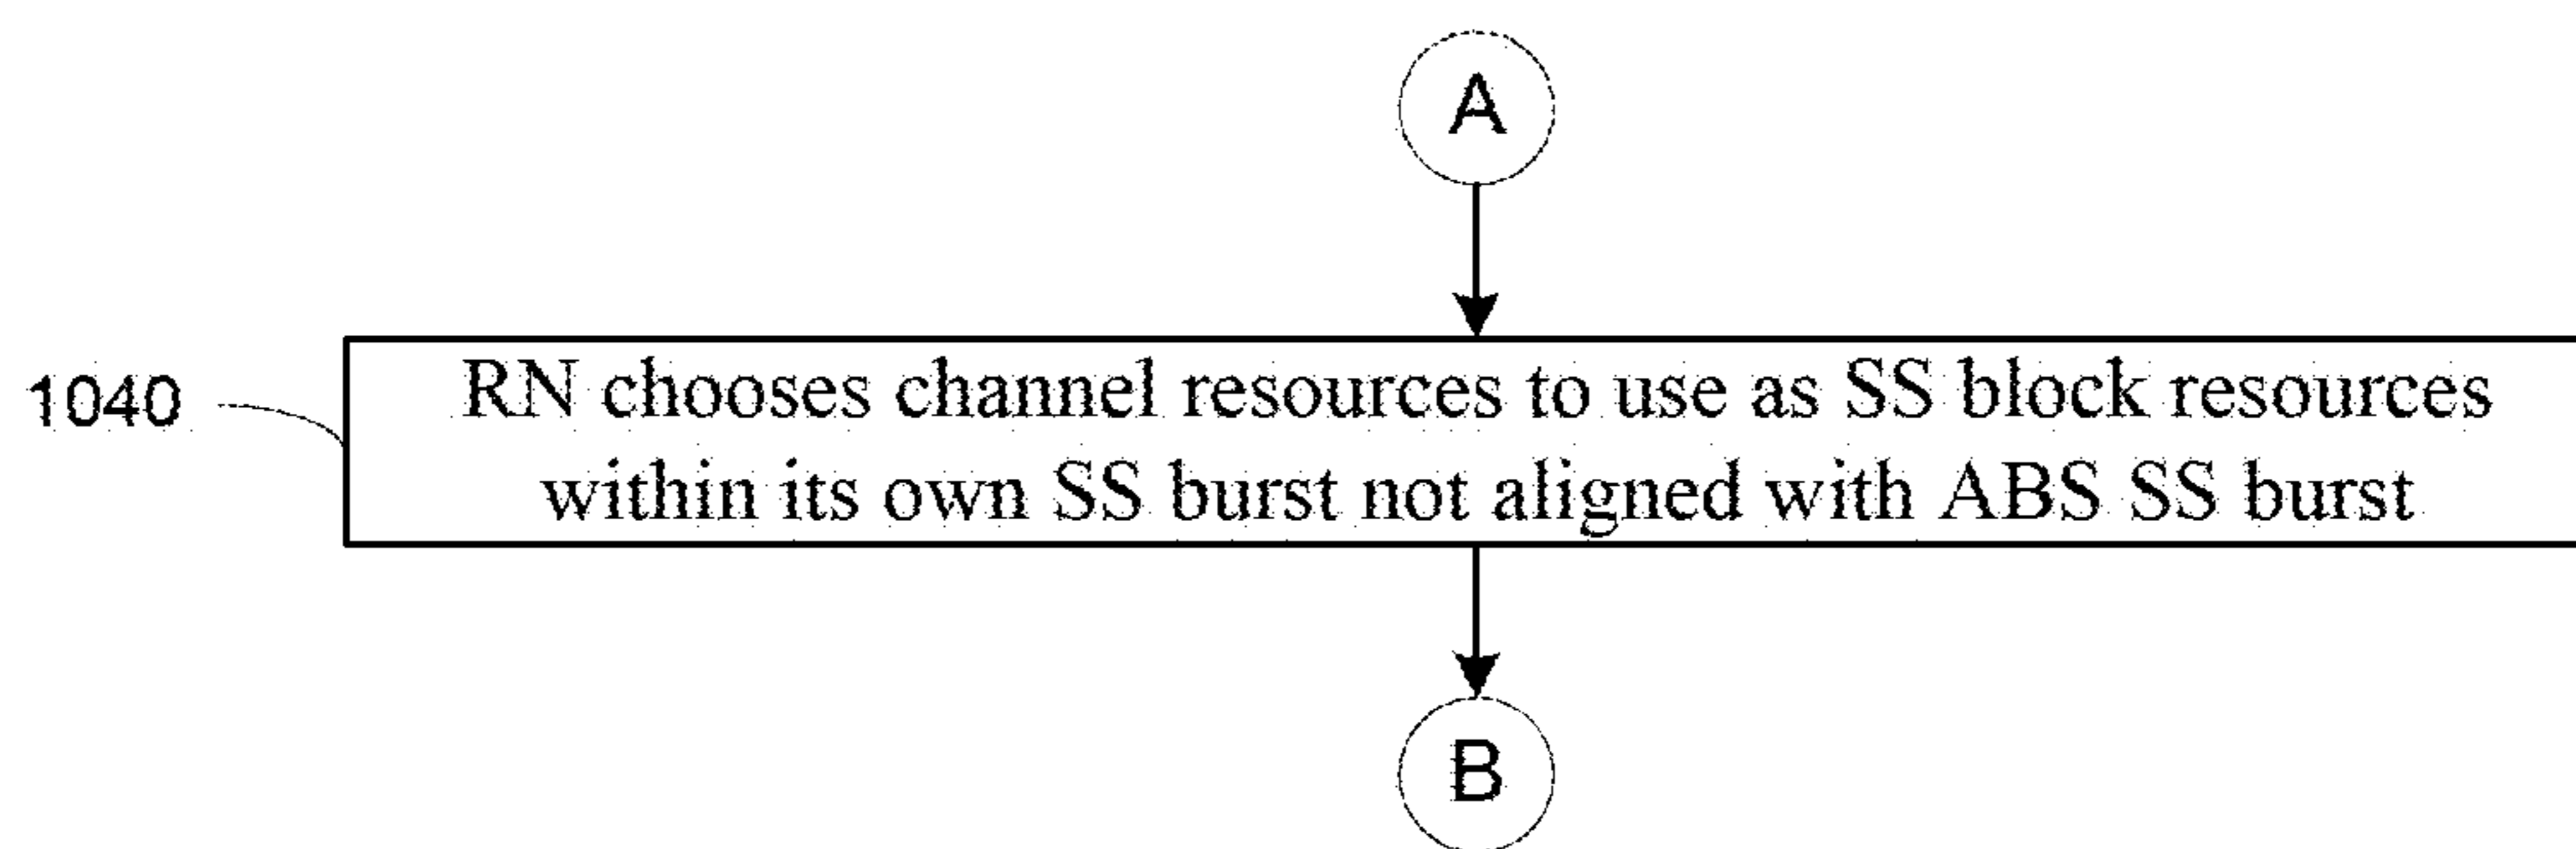 A
1040
RN chooses channel resources to use as SS block resources
within its own SS burst not aligned with ABS SS burst
B